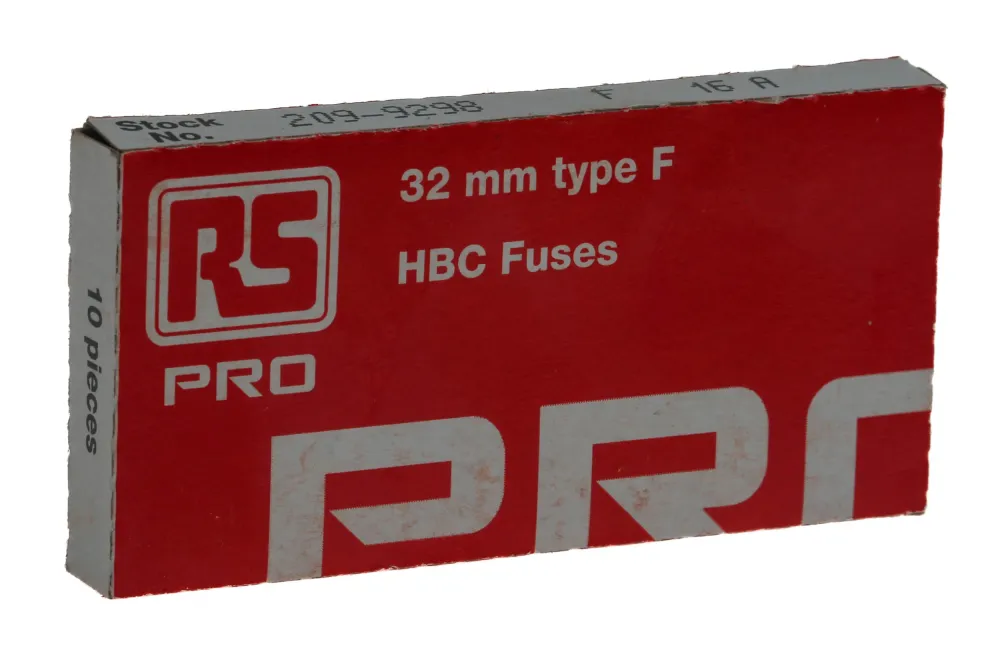 Stock No. 209-9298 F 16 A
RS
PRO
32 mm type F
HBC Fuses
10 pieces
PRO